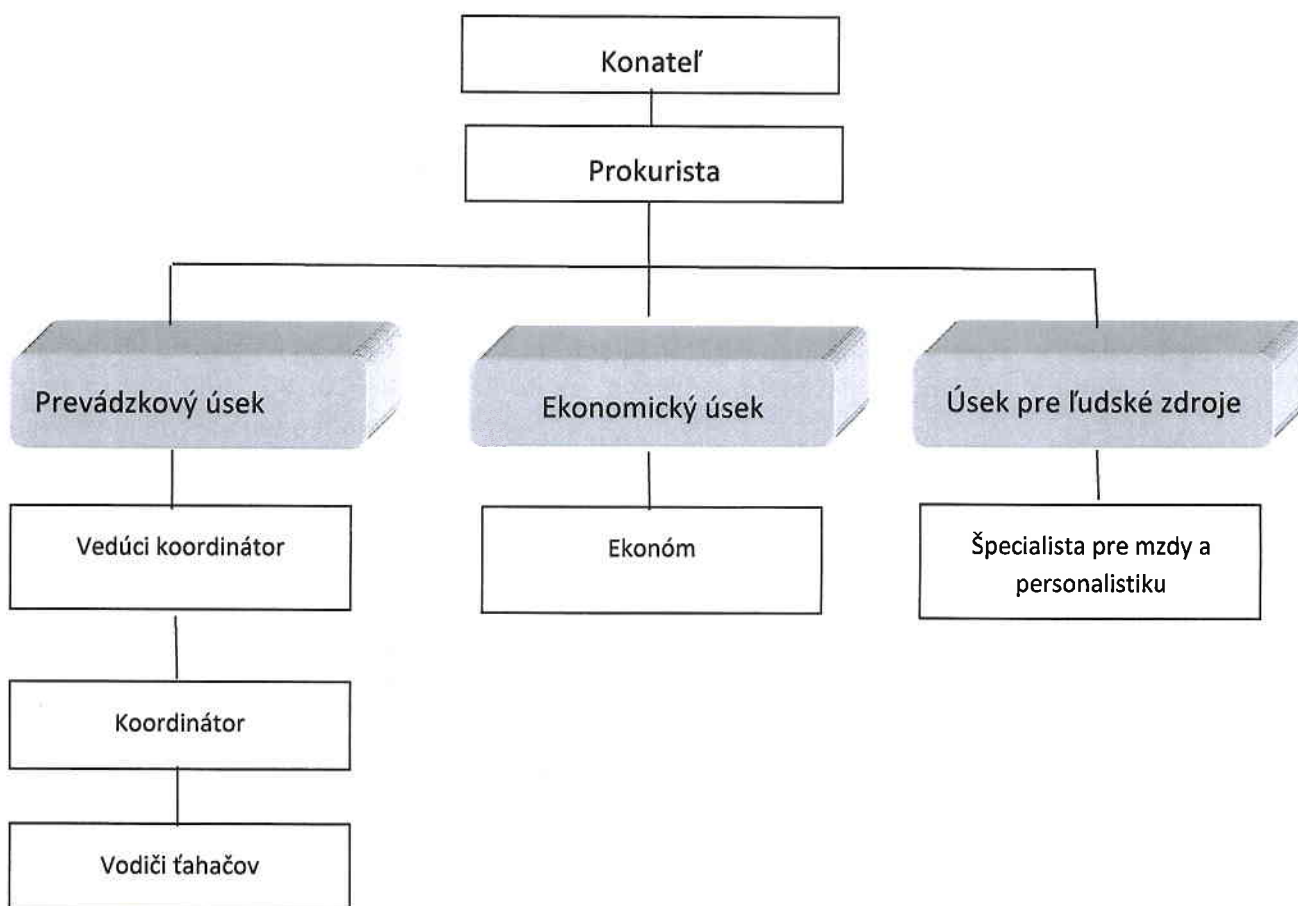 Konateľ
Prokurista
Prevádzkový úsek
Ekonomický úsek
Úsek pre ľudské zdroje
Vedúci koordinátor
Ekonóm
Špecialista pre mzdy a
personalistiku
Koordinátor
Vodiči ťahačov